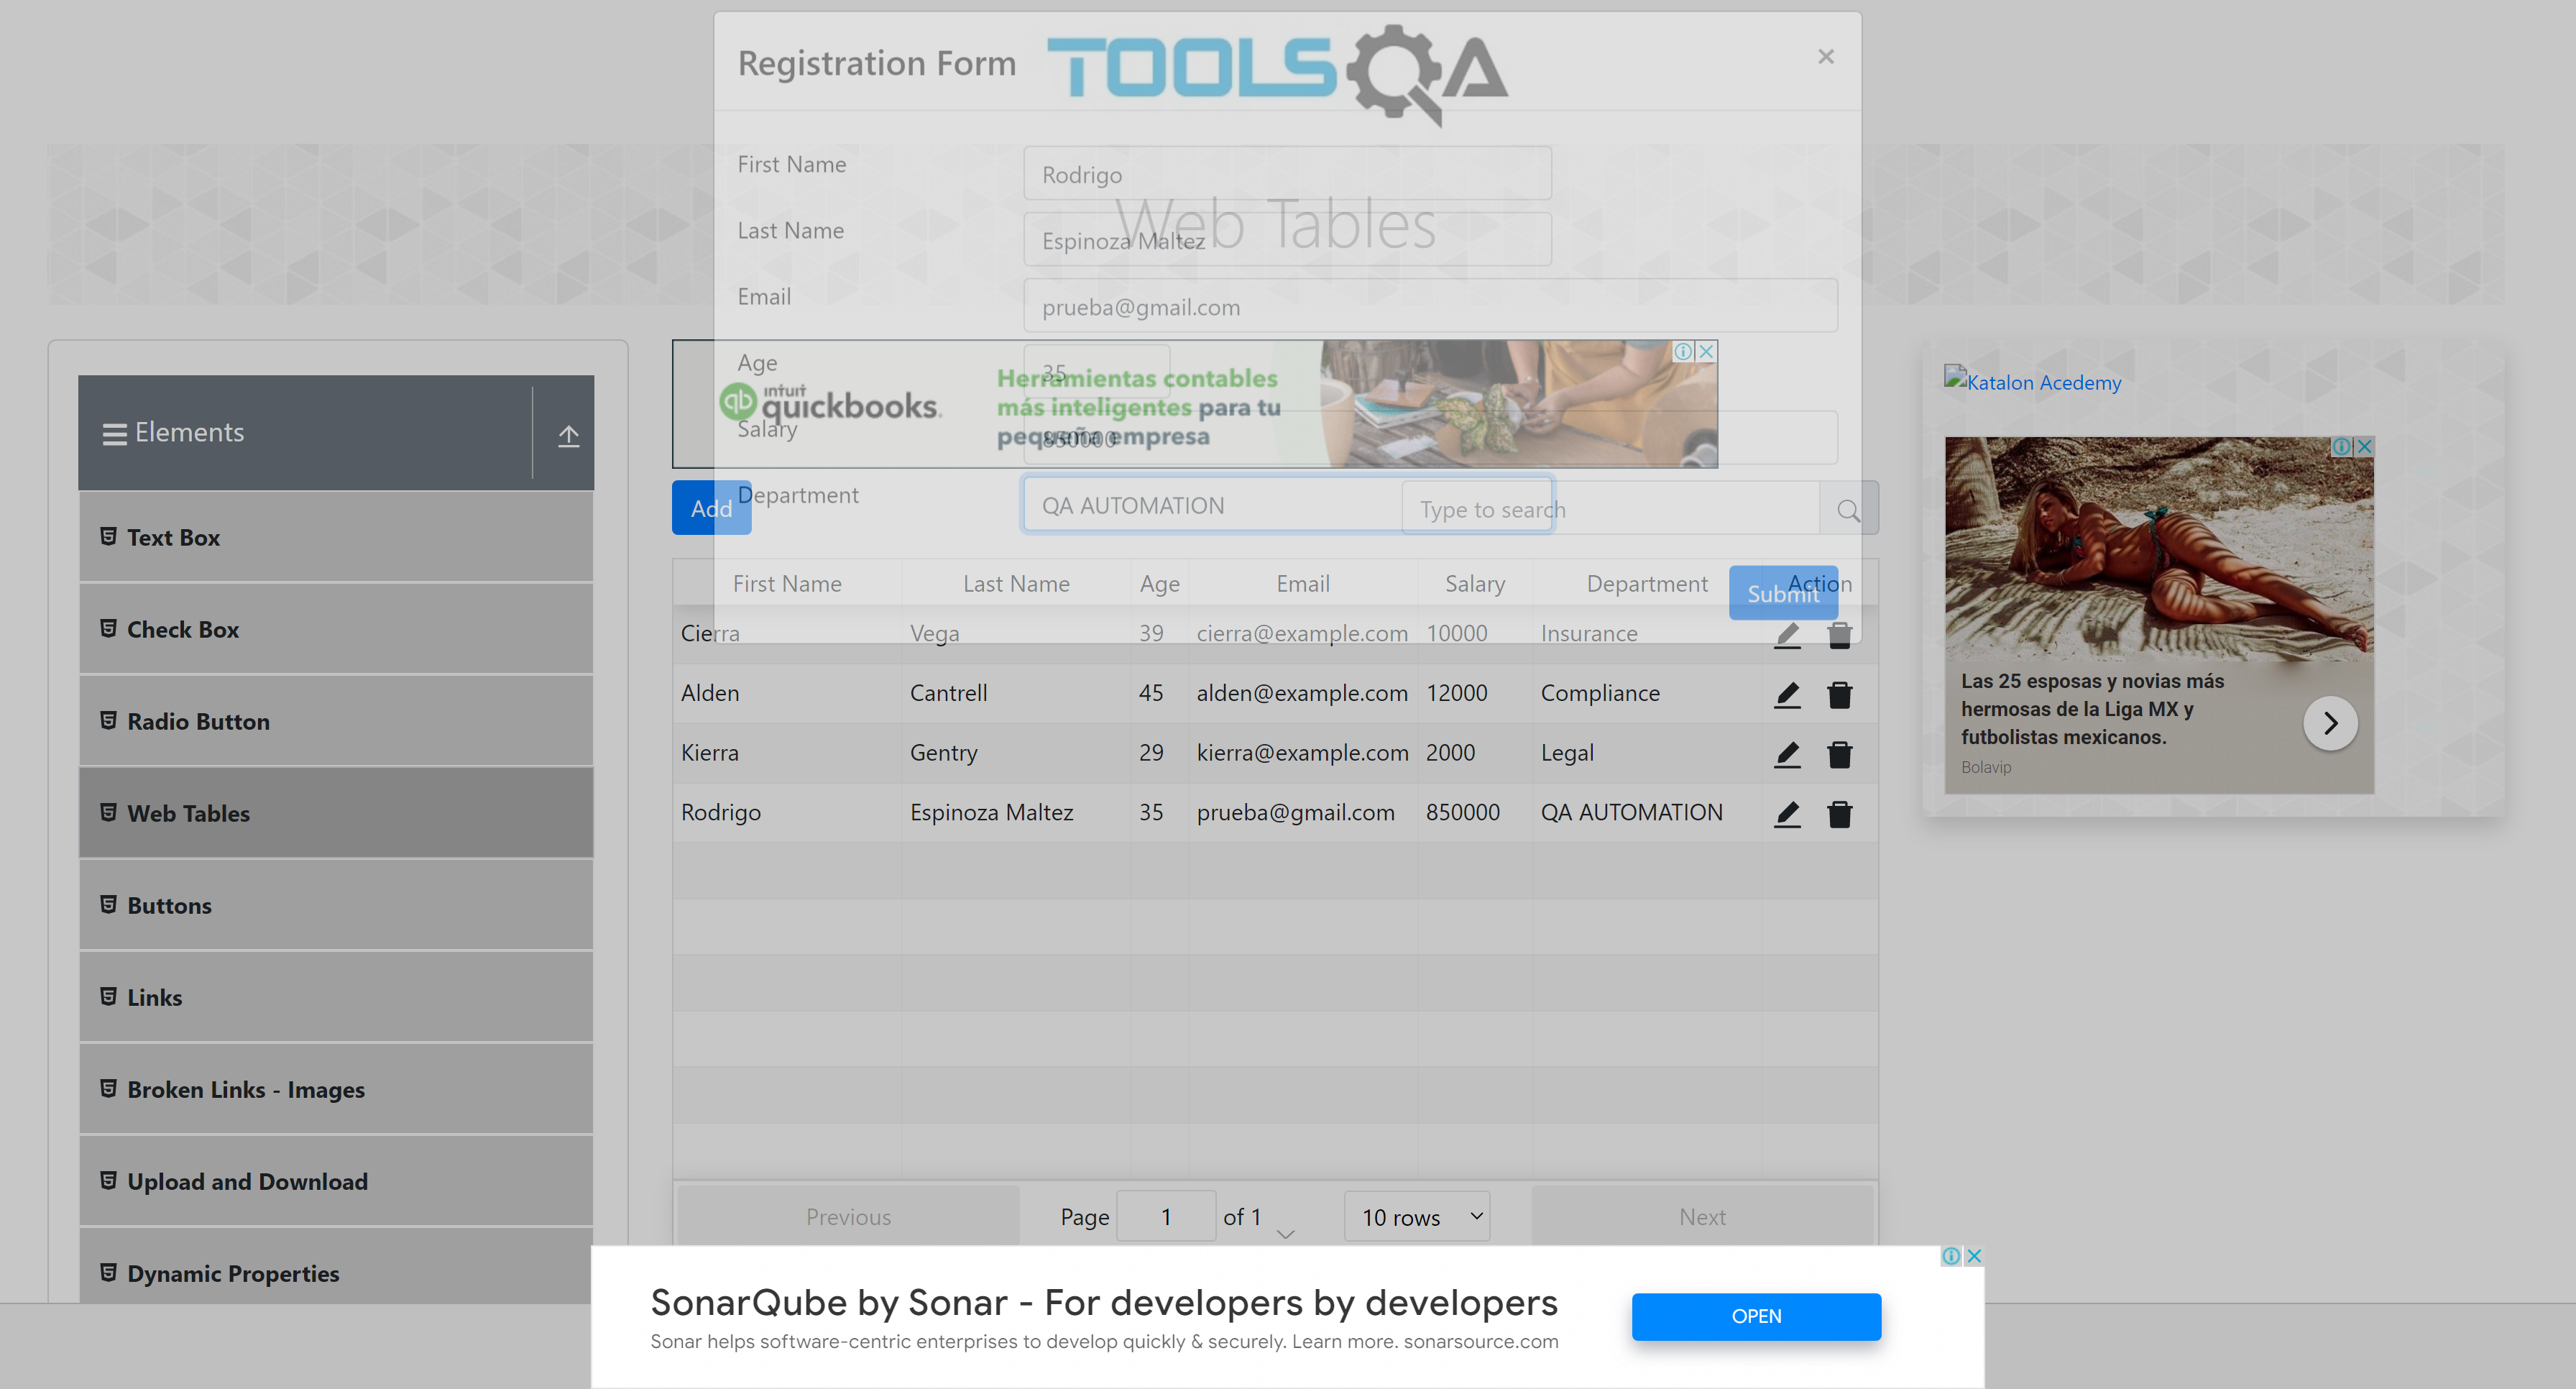 Registration Form
TOOLSQA
×
First Name
Rodrigo
Web Tables
Last Name
Espinoza Maltez
Email
prueba@gmail.com
Age
35
Salary
850000
Department
QA AUTOMATION
Submit
intuit
quickbooks.
Herramientas contables
más inteligentes para tu
pequeña empresa
Add
Type to search
Elements
Text Box
Check Box
Radio Button
Web Tables
Buttons
Links
Broken Links - Images
Upload and Download
Dynamic Properties
First Name Last Name Age Email Salary Department Action
Cierra Vega 39 cierra@example.com 10000 Insurance
Alden Cantrell 45 alden@example.com 12000 Compliance
Kierra Gentry 29 kierra@example.com 2000 Legal
Rodrigo Espinoza Maltez 35 prueba@gmail.com 850000 QA AUTOMATION
Previous Page 1 of 1 10 rows Next
Katalon Acedemy
Las 25 esposas y novias más
hermosas de la Liga MX y
futbolistas mexicanos.
Bolavip
SonarQube by Sonar - For developers by developers
Sonar helps software-centric enterprises to develop quickly & securely. Learn more. sonarsource.com
OPEN